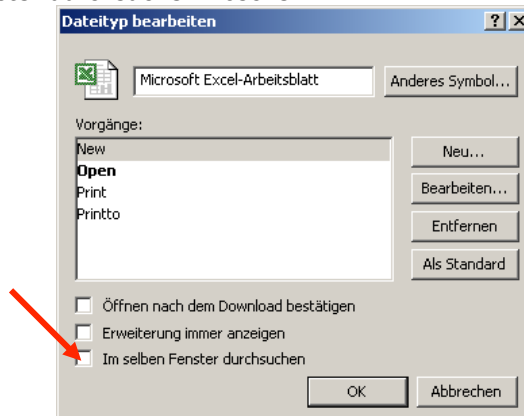 Dateityp bearbeiten
Microsoft Excel-Arbeitsblatt
Anderes Symbol...
Vorgänge:
New
Open
Print
Printto
Neu...
Bearbeiten...
Entfernen
Als Standard
Öffnen nach dem Download bestätigen
Erweiterung immer anzeigen
Im selben Fenster durchsuchen
OK
Abbrechen